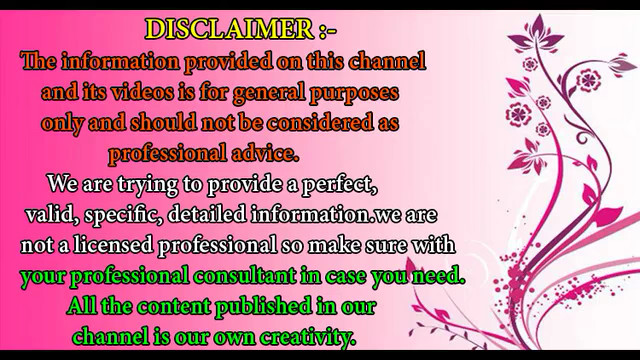 DISCLAIMER :-
The information provided on this channel
and its videos is for general purposes
only and should not be considered as
professional advice.
We are trying to provide a perfect,
valid, specific, detailed information.we are
not a licensed professional so make sure with
your professional consultant in case you need.
All the content published in our
channel is our own creativity.